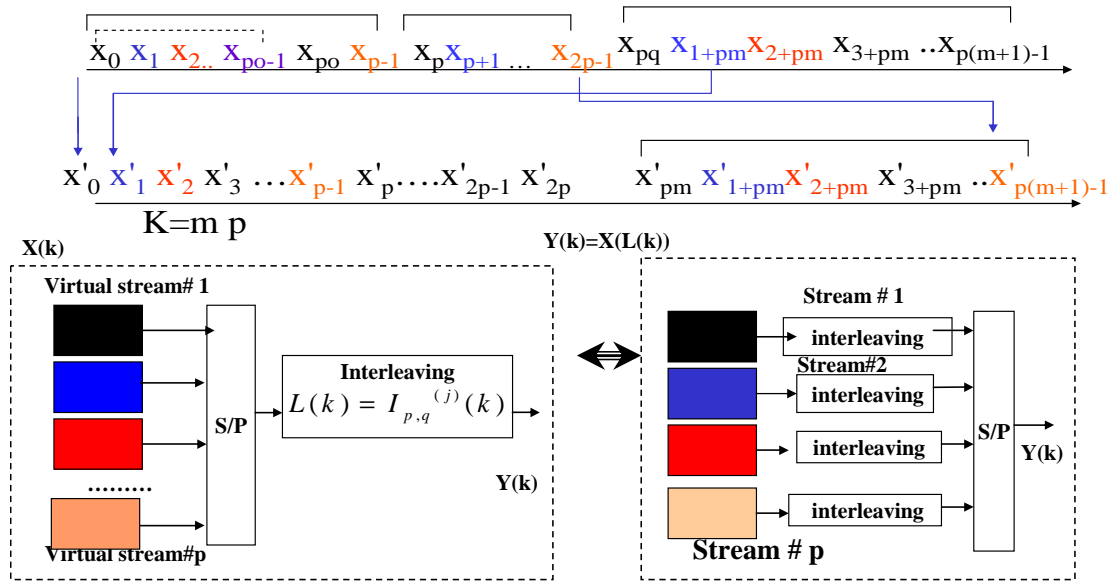 x0 x1 x2.. xpo-1 xpo xp-1 xp xp+1 ... x2p-1 xpq x1+pm x2+pm x3+pm ..xp(m+1)-1
x'0 x'1 x'2 x'3 ...x'p-1 x'p....x'2p-1 x'2p x'pm x'1+pm x'2+pm x'3+pm ..x'p(m+1)-1
K=m p
X(k)
Y(k)=X(L(k))
Virtual stream# 1
S/P
Interleaving
L(k) = I p,q (j) (k)
Y(k)
.........
Virtual stream#p
Stream # 1
interleaving
Stream#2
interleaving
interleaving
interleaving
S/P
Y(k)
Stream # p